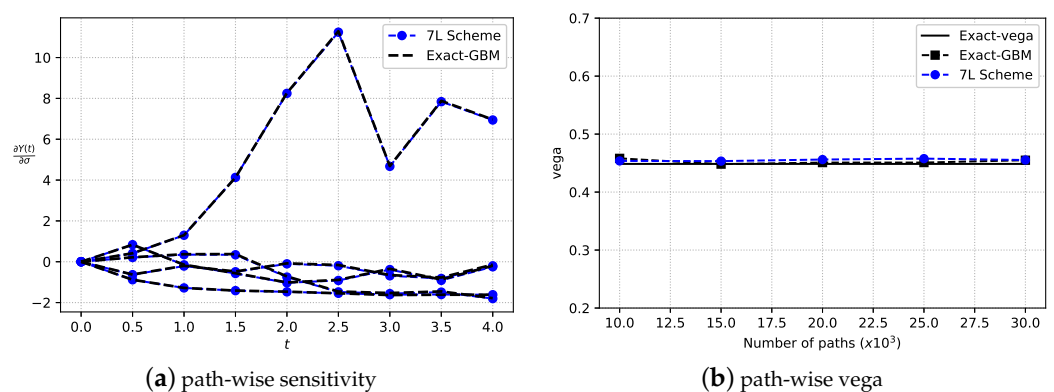 10
8
6
4
2
0
−2
∂Y(t)
∂σ
7L Scheme
Exact-GBM
0.0 0.5 1.0 1.5 2.0 2.5 3.0 3.5 4.0
t
(a) path-wise sensitivity
0.7
0.6
0.5
0.4
0.3
0.2
vega
Exact-vega
Exact-GBM
7L Scheme
10.0 12.5 15.0 17.5 20.0 22.5 25.0 27.5 30.0
Number of paths (x10³)
(b) path-wise vega